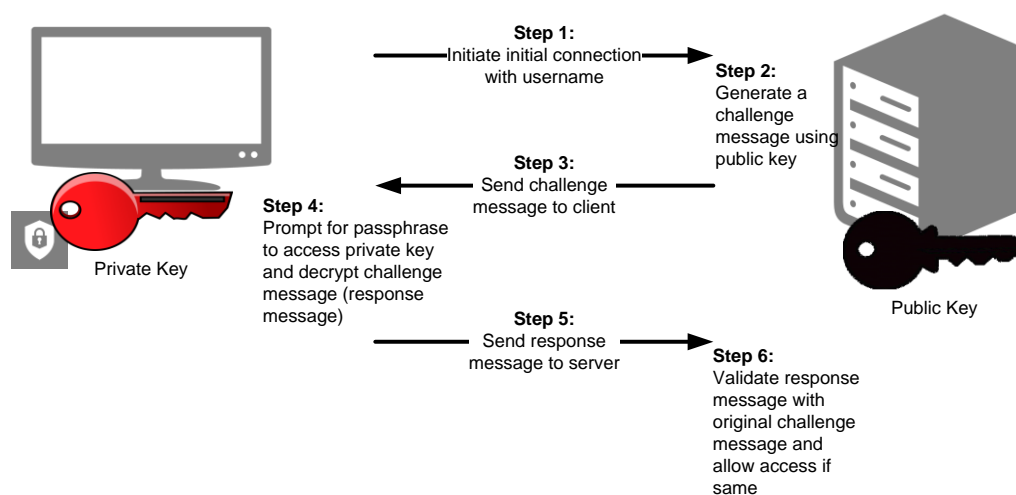 Step 1:
Initiate initial connection
with username
Step 2:
Generate a
challenge
message using
public key
Step 3:
Send challenge
message to client
Step 4:
Prompt for passphrase
to access private key
and decrypt challenge
message (response
message)
Private Key
Public Key
Step 5:
Send response
message to server
Step 6:
Validate response
message with
original challenge
message and
allow access if
same